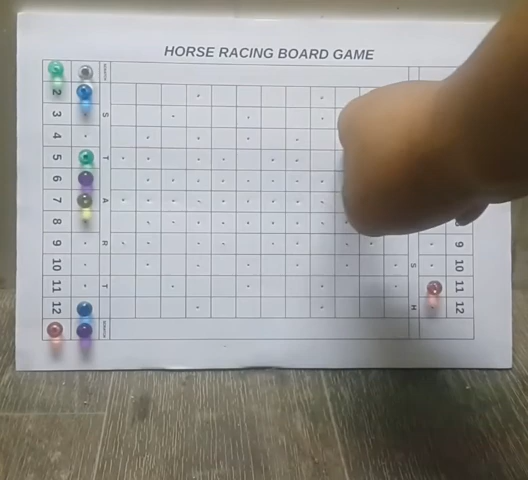 HORSE RACING BOARD GAME
2
3 S
4
5 T
6
7 A
8
9 R 9
10 S 10
11 T 11
12 H 12